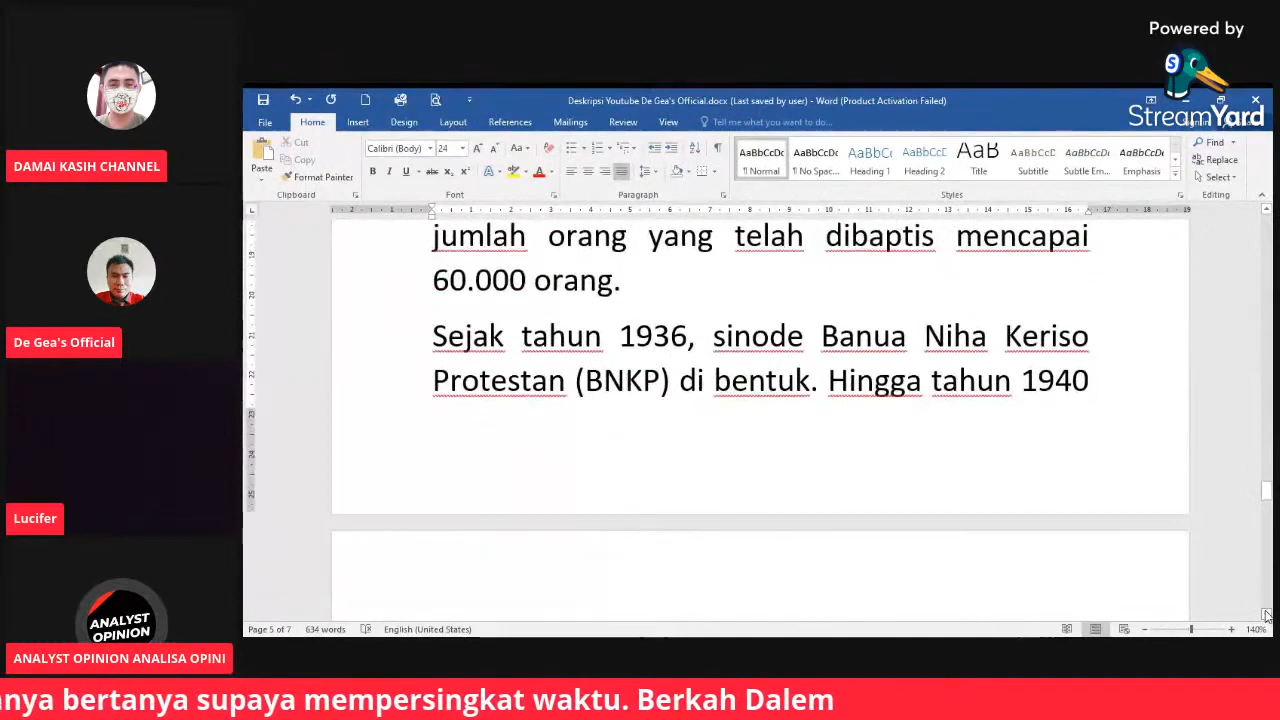 Powered by
StreamYard
DAMAI KASIH CHANNEL
De Gea's Official
Lucifer
ANALYST
OPINION
ANALYST OPINION ANALISA OPINI
Deskripsi Youtube De Gea's Official.docx (Last saved by user) - Word (Product Activation Failed)
File Home Insert Design Layout References Mailings Review View Tell me what you want to do...
Paste
Cut
Copy
Format Painter
Clipboard
Calibri (Body) 24
Font
Paragraph
AaBbCcDc AaBbCcDc AaBbCc AaBbCcD AaB AaBbCcD AaBbCcDc AaBbCcDc
¶ Normal ¶ No Spac... Heading 1 Heading 2 Title Subtitle Subtle Em... Emphasis
Styles
Find
Replace
Select
Editing
jumlah orang yang telah dibaptis mencapai
60.000 orang.
Sejak tahun 1936, sinode Banua Niha Keriso
Protestan (BNKP) di bentuk. Hingga tahun 1940
Page 5 of 7 634 words English (United States) 140%
anya bertanya supaya mempersingkat waktu. Berkah Dalem